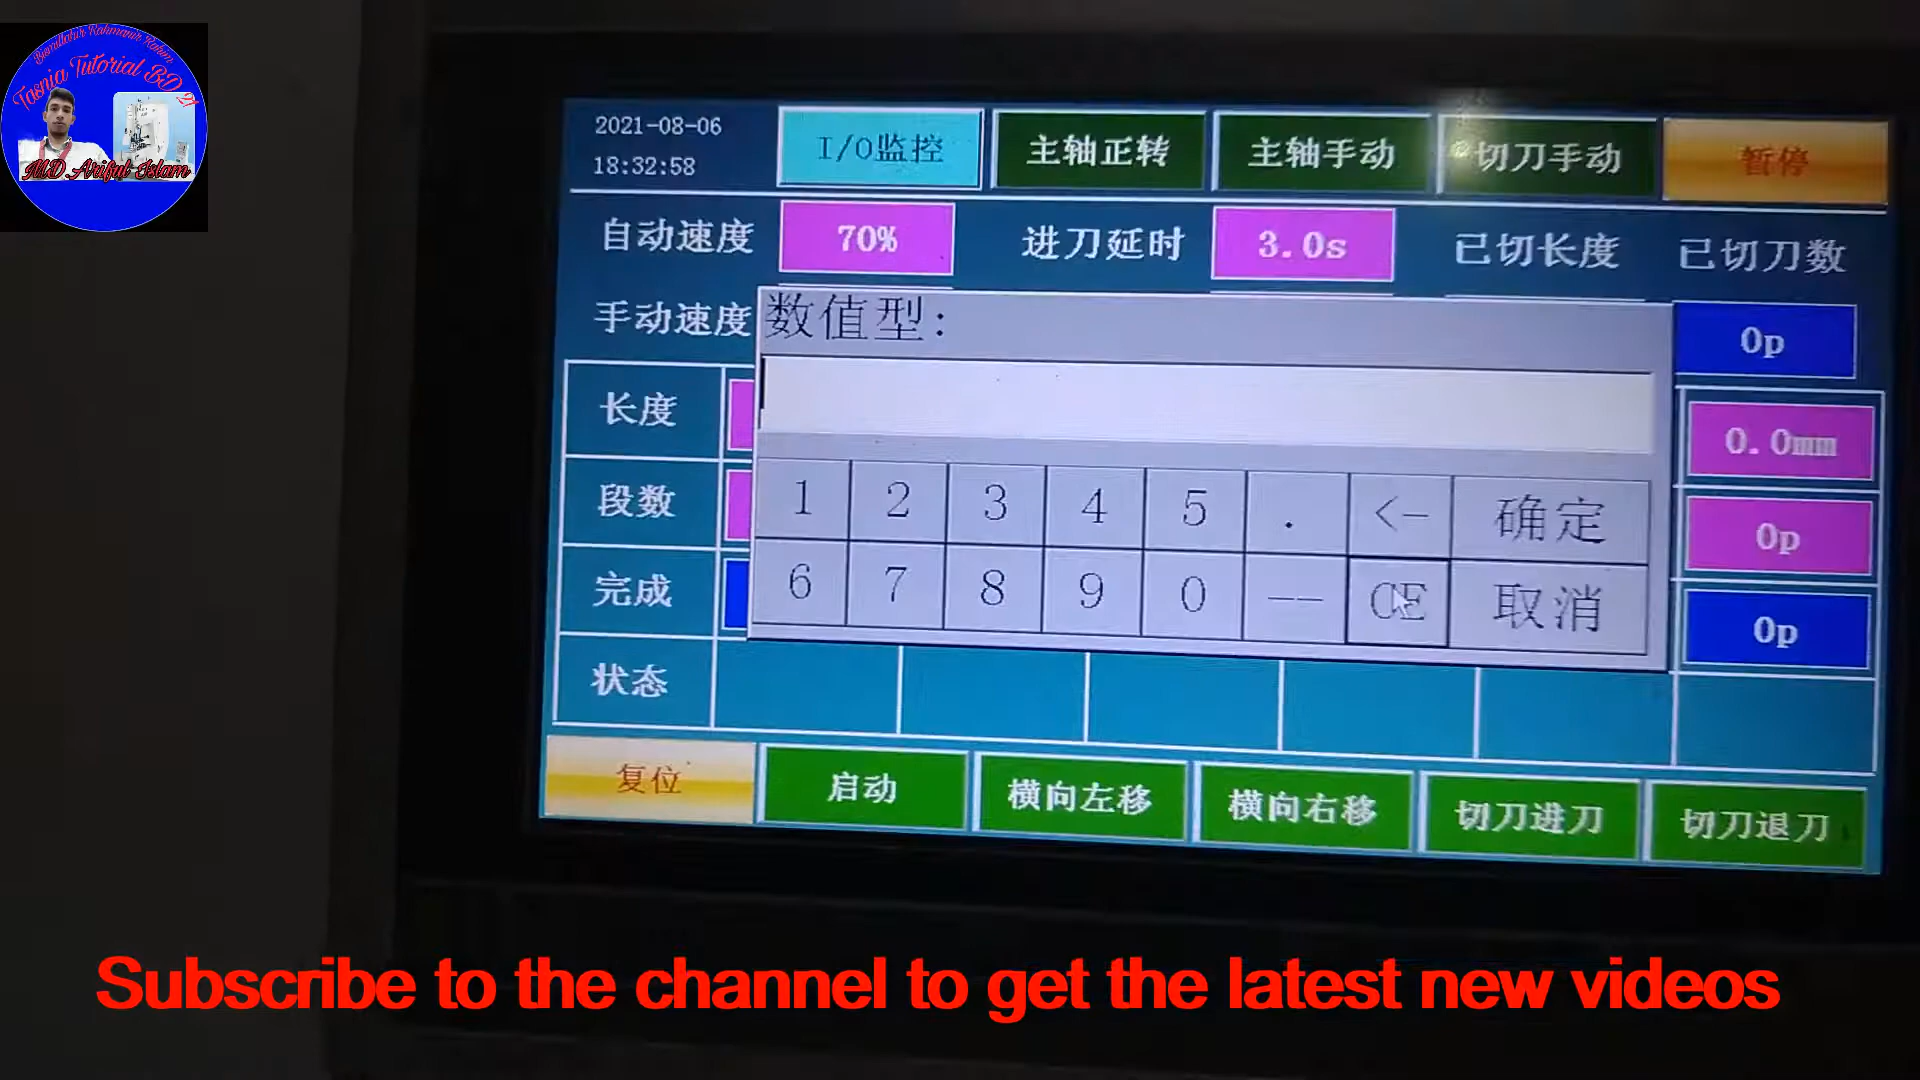 Bismillahir Rahmanir Rahim
Tasnia Tutorial BD 21
MD Ariful Islam
2021-08-06
18:32:58
I/O监控
主轴正转
主轴手动
切刀手动
暂停
自动速度
70%
进刀延时
3.0s
已切长度
已切刀数
手动速度
数值型:
0p
长度
0.0mm
1 2 3 4 5 . <- 确定
段数
0p
6 7 8 9 0 -- CE 取消
完成
0p
状态
复位
启动
横向左移
横向右移
切刀进刀
切刀退刀
Subscribe to the channel to get the latest new videos